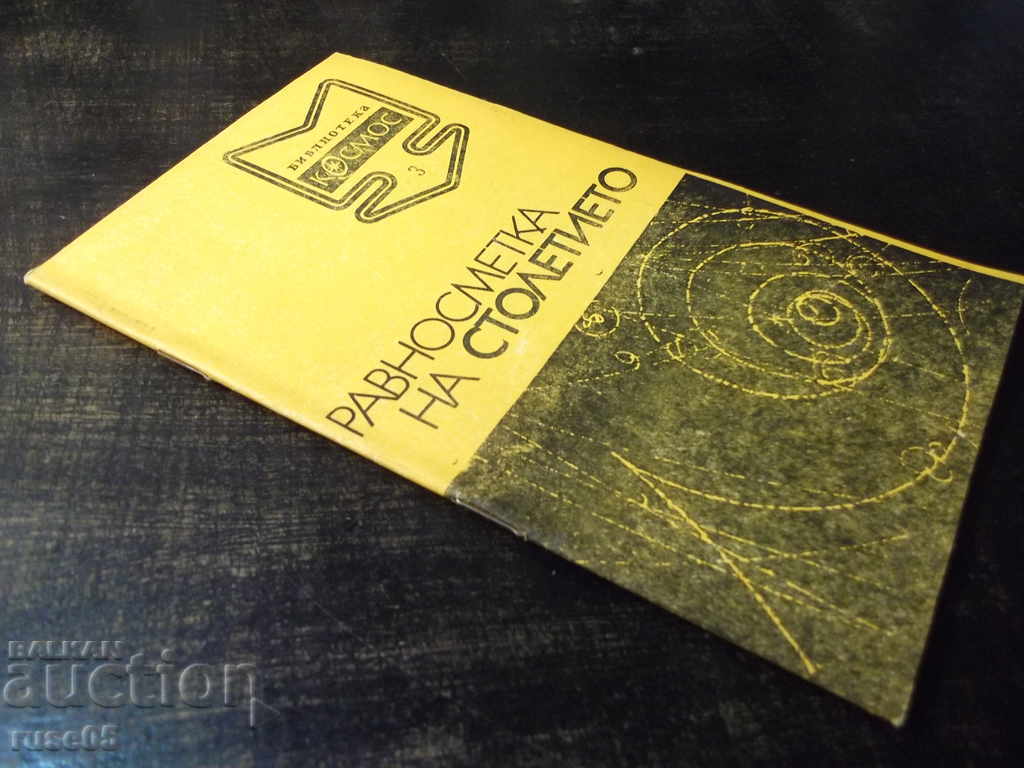 БИБЛИОТЕКА
КОСМОС
3
РАВНОСМЕТКА
НА СТОЛЕТИЕТО
BALKAN
auction
ruse05